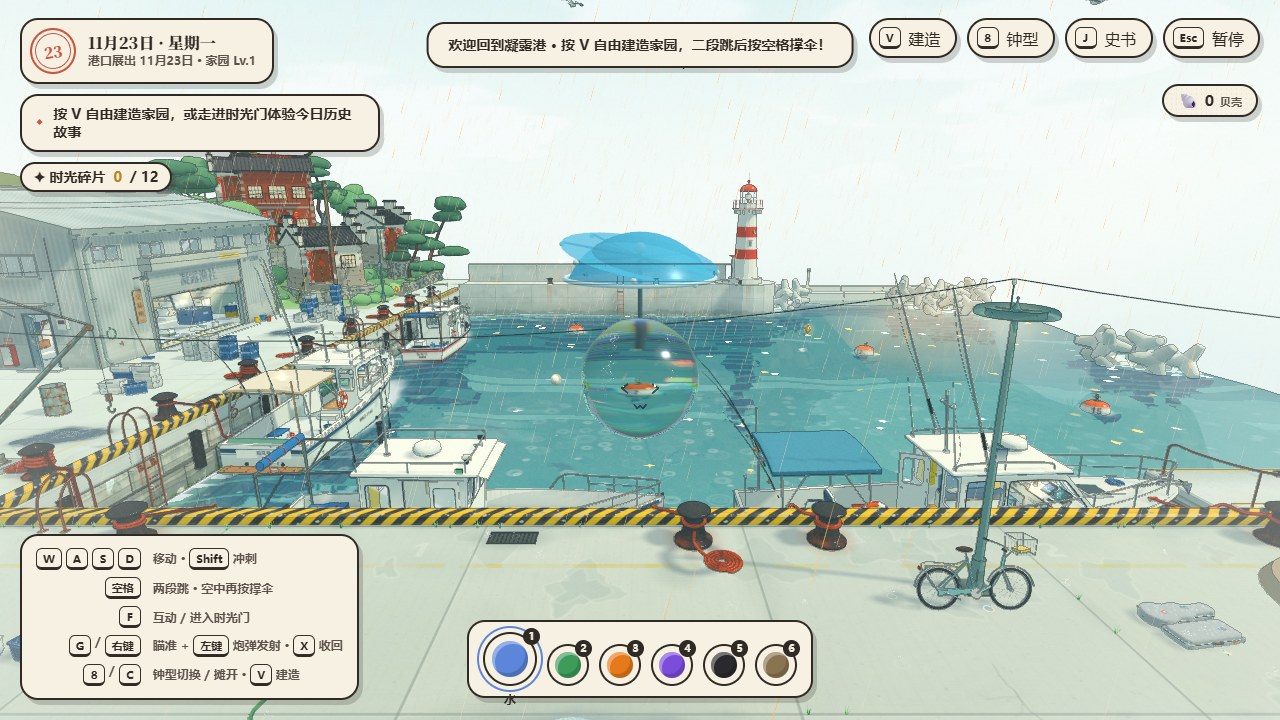 23
11月23日 · 星期一
港口展出 11月23日 • 家园 Lv.1
欢迎回到凝露港 • 按 V 自由建造家园，二段跳后按空格撑伞！
V 建造
8 钟型
J 史书
Esc 暂停
0 贝壳
按 V 自由建造家园，或走进时光门体验今日历史
故事
✦ 时光碎片 0 / 12
W A S D 移动 • Shift 冲刺
空格 两段跳 • 空中再按撑伞
F 互动 / 进入时光门
G / 右键 瞄准 + 左键 炮弹发射 • X 收回
8 / C 钟型切换 / 摊开 • V 建造
1 2 3 4 5 6
水